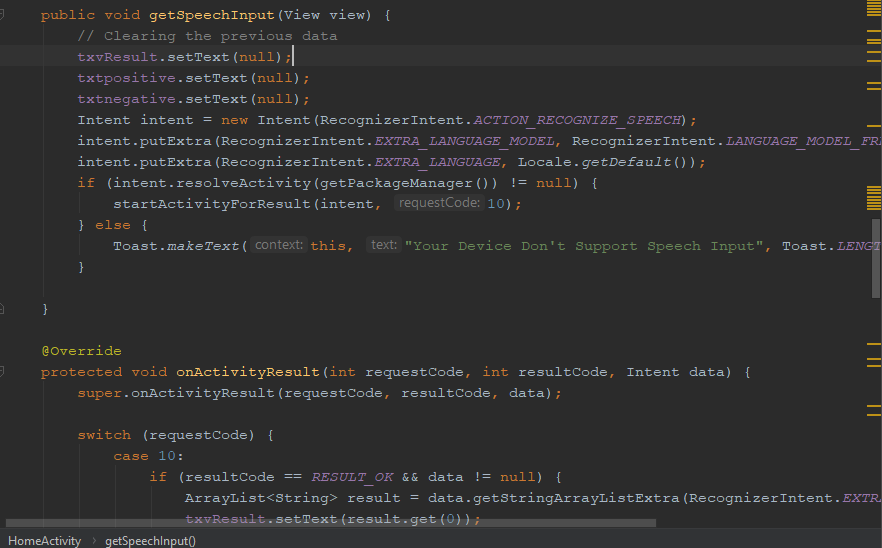 public void getSpeechInput(View view) {
// Clearing the previous data
txvResult.setText(null);
txtpositive.setText(null);
txtnegative.setText(null);
Intent intent = new Intent(RecognizerIntent.ACTION_RECOGNIZE_SPEECH);
intent.putExtra(RecognizerIntent.EXTRA_LANGUAGE_MODEL, RecognizerIntent.LANGUAGE_MODEL_FR
intent.putExtra(RecognizerIntent.EXTRA_LANGUAGE, Locale.getDefault());
if (intent.resolveActivity(getPackageManager()) != null) {
startActivityForResult(intent, requestCode: 10);
} else {
Toast.makeText( context: this, text: "Your Device Don't Support Speech Input", Toast.LENGT
}
}
@Override
protected void onActivityResult(int requestCode, int resultCode, Intent data) {
super.onActivityResult(requestCode, resultCode, data);
switch (requestCode) {
case 10:
if (resultCode == RESULT_OK && data != null) {
ArrayList<String> result = data.getStringArrayListExtra(RecognizerIntent.EXTRA
txvResult.setText(result.get(0));
HomeActivity › getSpeechInput()